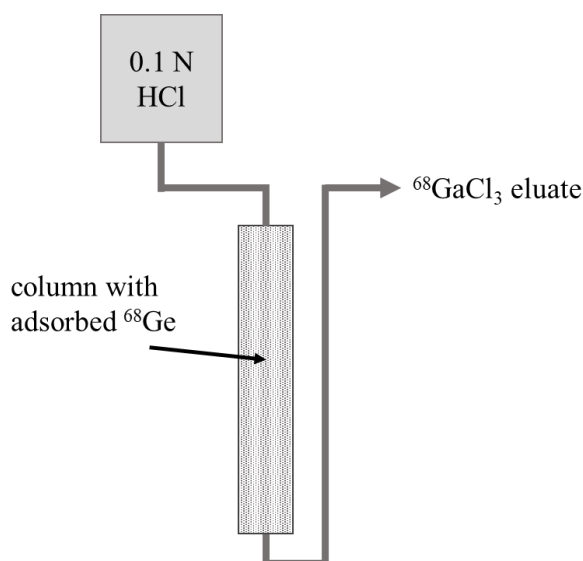 0.1 N
HCl
⁶⁸GaCl₃ eluate
column with
adsorbed ⁶⁸Ge